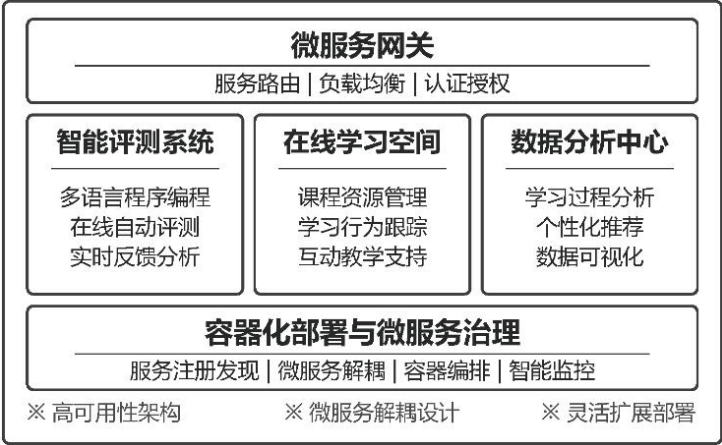 微服务网关
服务路由 | 负载均衡 | 认证授权
智能评测系统
多语言程序编程
在线自动评测
实时反馈分析
在线学习空间
课程资源管理
学习行为跟踪
互动教学支持
数据分析中心
学习过程分析
个性化推荐
数据可视化
容器化部署与微服务治理
服务注册发现 | 微服务解耦 | 容器编排 | 智能监控
※ 高可用性架构 ※ 微服务解耦设计 ※ 灵活扩展部署